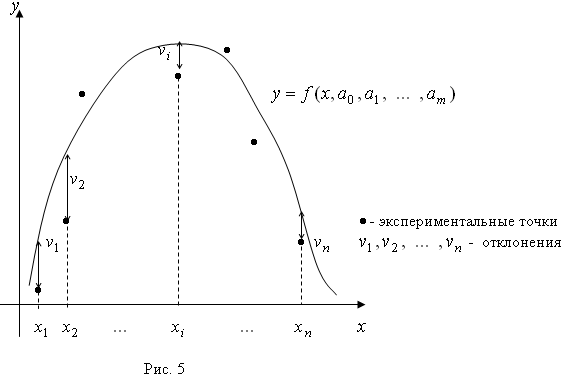 y
v_i
y = f(x, a_0, a_1, ... , a_m)
v_2
v_1
v_n
- экспериментальные точки
v_1, v_2, ... , v_n - отклонения
x_1 x_2 ... x_i ... x_n x
Рис. 5